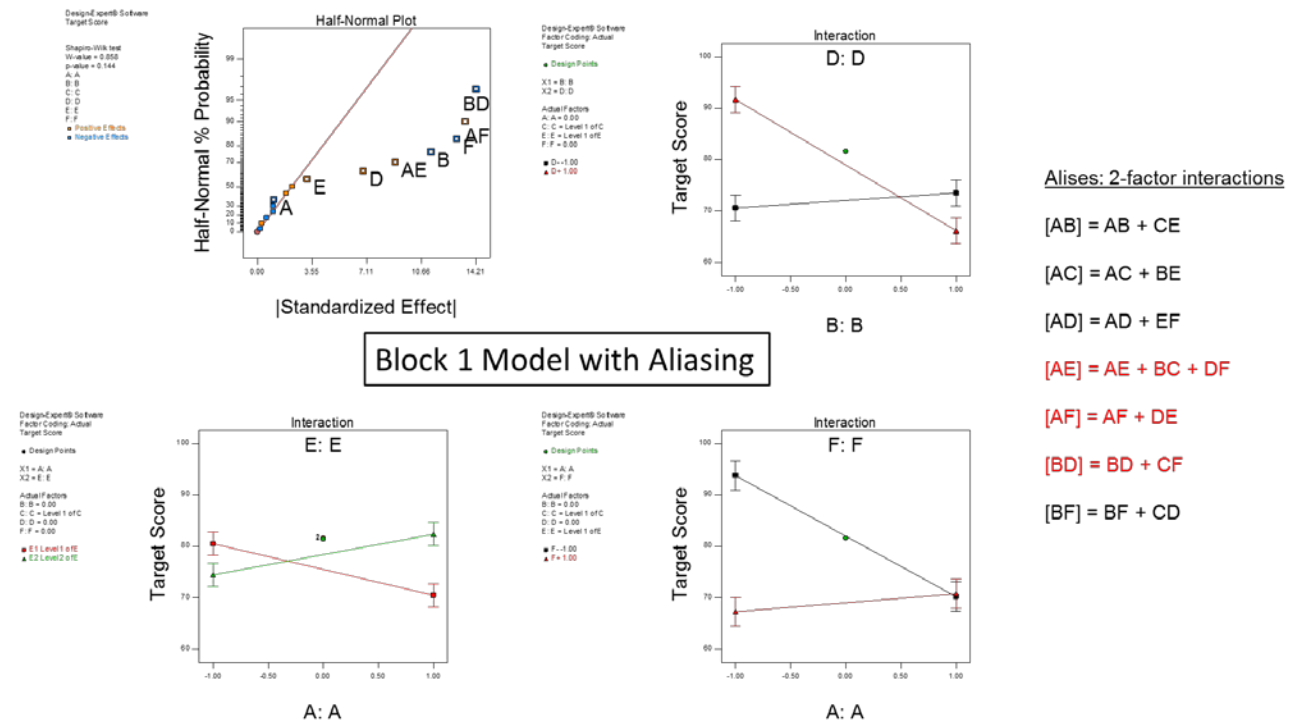 Design-Expert® Software
Target Score
Shapiro-Wilk test
W-value = 0.858
p-value = 0.144
A: A
B: B
C: C
D: D
E: E
F: F
Positive Effects
Negative Effects
Half-Normal Plot
Half-Normal % Probability
99
95
90
80
70
50
30
20
10
0
BD
AF
F
B
AE
D
E
A
0.00 3.55 7.11 10.66 14.21
|Standardized Effect|
Design-Expert® Software
Factor Coding: Actual
Target Score
Design Points
X1 = B: B
X2 = D: D
Actual Factors
A: A = 0.00
C: C = Level 1 of C
E: E = Level 1 of E
F: F = 0.00
D- -1.00
D+ 1.00
Interaction
D: D
Target Score
100
90
80
70
60
-1.00 -0.50 0.00 0.50 1.00
B: B
Alises: 2-factor interactions
[AB] = AB + CE
[AC] = AC + BE
[AD] = AD + EF
[AE] = AE + BC + DF
[AF] = AF + DE
[BD] = BD + CF
[BF] = BF + CD
Block 1 Model with Aliasing
Design-Expert® Software
Factor Coding: Actual
Target Score
Design Points
X1 = A: A
X2 = E: E
Actual Factors
B: B = 0.00
C: C = Level 1 of C
D: D = 0.00
F: F = 0.00
E1 Level 1 of E
E2 Level 2 of E
Interaction
E: E
Target Score
100
90
80
70
60
2
-1.00 -0.50 0.00 0.50 1.00
A: A
Design-Expert® Software
Factor Coding: Actual
Target Score
Design Points
X1 = A: A
X2 = F: F
Actual Factors
B: B = 0.00
C: C = Level 1 of C
D: D = 0.00
E: E = Level 1 of E
F- -1.00
F+ 1.00
Interaction
F: F
Target Score
100
90
80
70
60
-1.00 -0.50 0.00 0.50 1.00
A: A